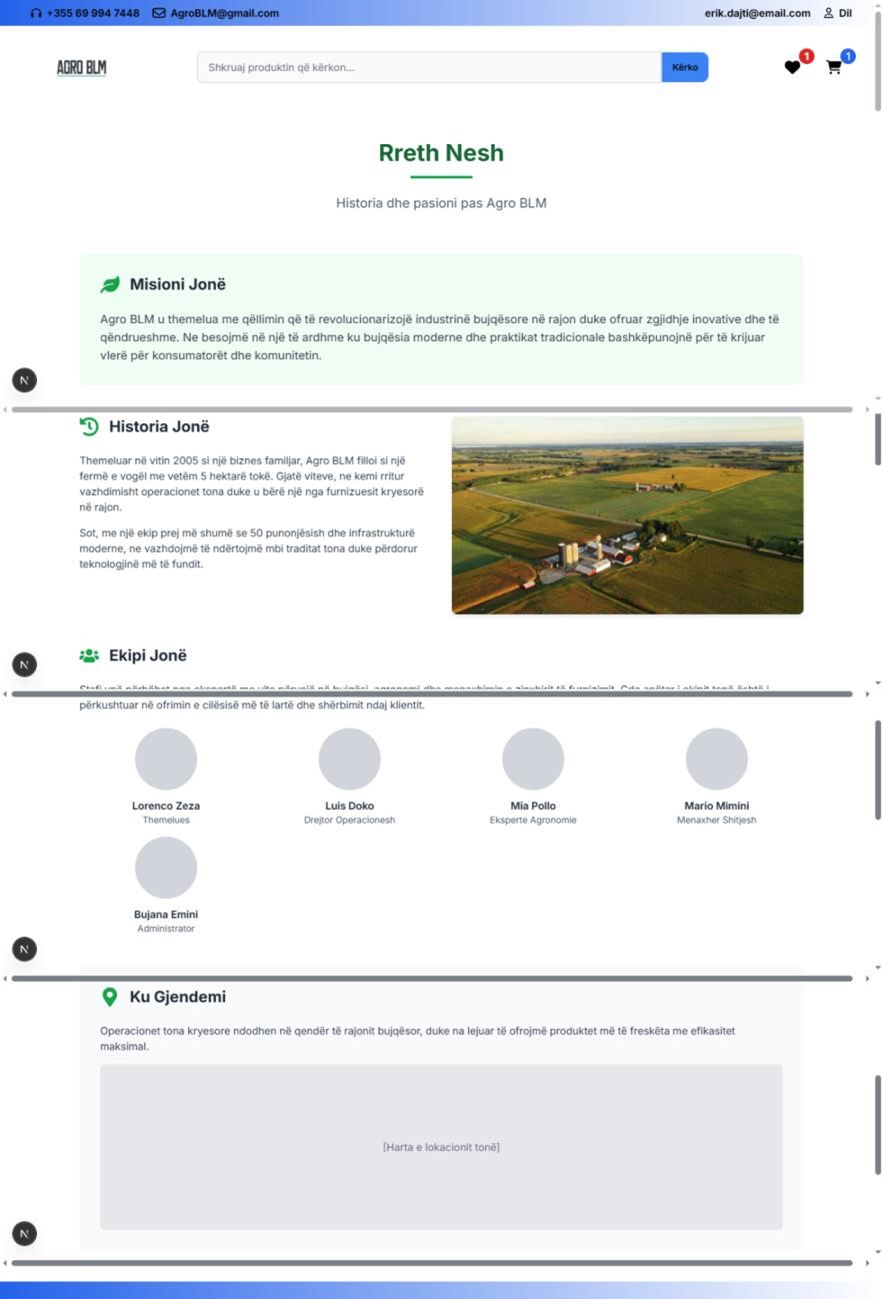 +355 69 994 7448 AgroBLM@gmail.com erik.dajti@email.com Dil
AGRO BLM Shkruaj produktin që kërkon... Kërko 1 1
Rreth Nesh
Historia dhe pasioni pas Agro BLM
Misioni Jonë
Agro BLM u themelua me qëllimin që të revolucionarizojë industrinë bujqësore në rajon duke ofruar zgjidhje inovative dhe të
qëndrueshme. Ne besojmë në një të ardhme ku bujqësia moderne dhe praktikat tradicionale bashkëpunojnë për të krijuar
vlerë për konsumatorët dhe komunitetin.
N
Historia Jonë
Themeluar në vitin 2005 si një biznes familjar, Agro BLM filloi si një
fermë e vogël me vetëm 5 hektarë tokë. Gjatë viteve, ne kemi rritur
vazhdimisht operacionet tona duke u bërë një nga furnizuesit kryesorë
në rajon.
Sot, me një ekip prej më shumë se 50 punonjësish dhe infrastrukturë
moderne, ne vazhdojmë të ndërtojmë mbi traditat tona duke përdorur
teknologjinë më të fundit.
Ekipi Jonë
N
përkushtuar në ofrimin e cilësisë më të lartë dhe shërbimit ndaj klientit.
Lorenco Zeza
Themelues
Luis Doko
Drejtor Operacionesh
Mia Pollo
Eksperte Agronomie
Mario Mimini
Menaxher Shitjesh
Bujana Emini
Administrator
N
Ku Gjendemi
Operacionet tona kryesore ndodhen në qendër të rajonit bujqësor, duke na lejuar të ofrojmë produktet më të freskëta me efikasitet
maksimal.
[Harta e lokacionit tonë]
N